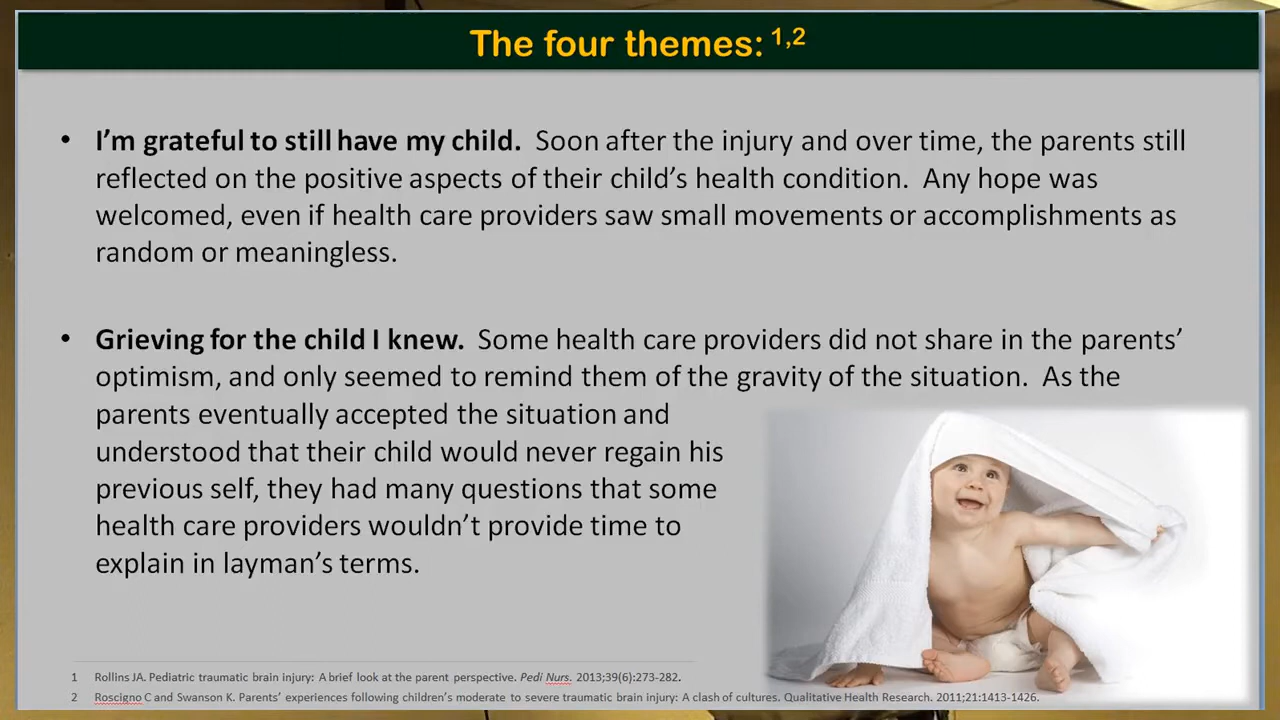 The four themes: 1,2
• I'm grateful to still have my child. Soon after the injury and over time, the parents still
reflected on the positive aspects of their child's health condition. Any hope was
welcomed, even if health care providers saw small movements or accomplishments as
random or meaningless.
• Grieving for the child I knew. Some health care providers did not share in the parents'
optimism, and only seemed to remind them of the gravity of the situation. As the
parents eventually accepted the situation and
understood that their child would never regain his
previous self, they had many questions that some
health care providers wouldn't provide time to
explain in layman's terms.
1 Rollins JA. Pediatric traumatic brain injury: A brief look at the parent perspective. Pedi Nurs. 2013;39(6):273-282.
2 Roscigno C and Swanson K. Parents' experiences following children's moderate to severe traumatic brain injury: A clash of cultures. Qualitative Health Research. 2011;21:1413-1426.